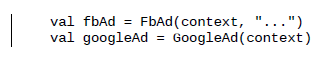 val fbAd = FbAd(context, "...")
val googleAd = GoogleAd(context)